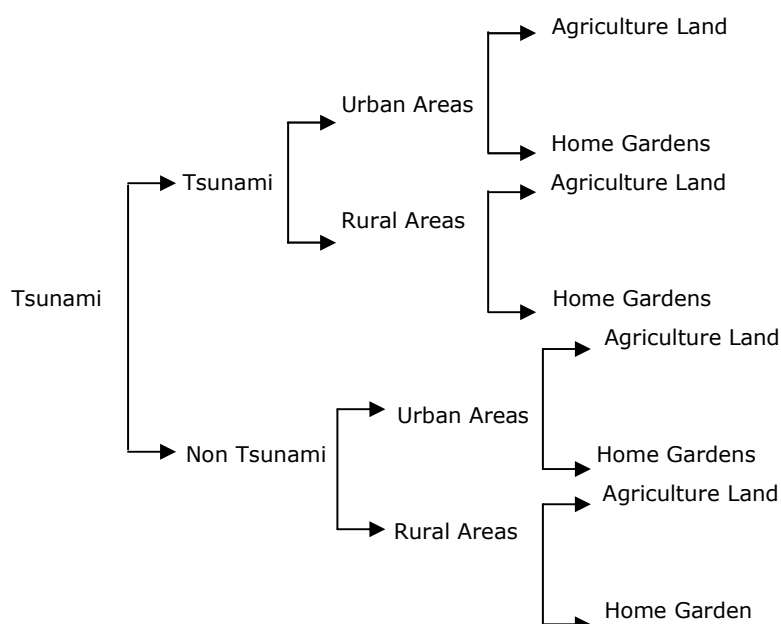 Agriculture Land
Urban Areas
Home Gardens
Tsunami
Agriculture Land
Rural Areas
Tsunami
Home Gardens
Agriculture Land
Urban Areas
Non Tsunami
Home Gardens
Agriculture Land
Rural Areas
Home Garden